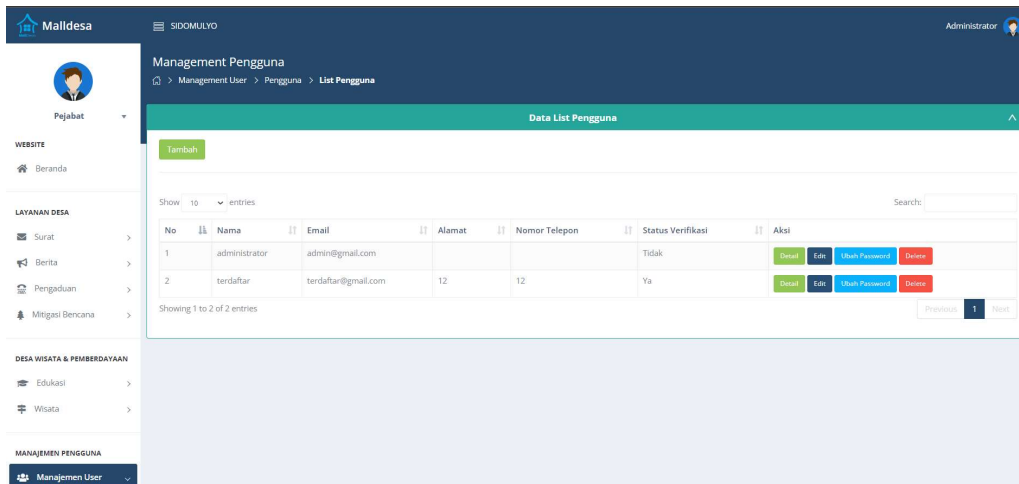 Malldesa
SIDOMULYO
Administrator
Management Pengguna
> Management User > Pengguna > List Pengguna
Pejabat
Data List Pengguna
WEBSITE
Tambah
Beranda
Show 10 entries
Search:
LAYANAN DESA
No Nama Email Alamat Nomor Telepon Status Verifikasi Aksi
Surat
1 administrator admin@gmail.com Tidak Detail Edit Ubah Password Delete
Berita
2 terdaftar terdaftar@gmail.com 12 12 Ya Detail Edit Ubah Password Delete
Pengaduan
Showing 1 to 2 of 2 entries
Previous 1 Next
Mitigasi Bencana
DESA WISATA & PEMBERDAYAAN
Edukasi
Wisata
MANAJEMEN PENGGUNA
Manajemen User